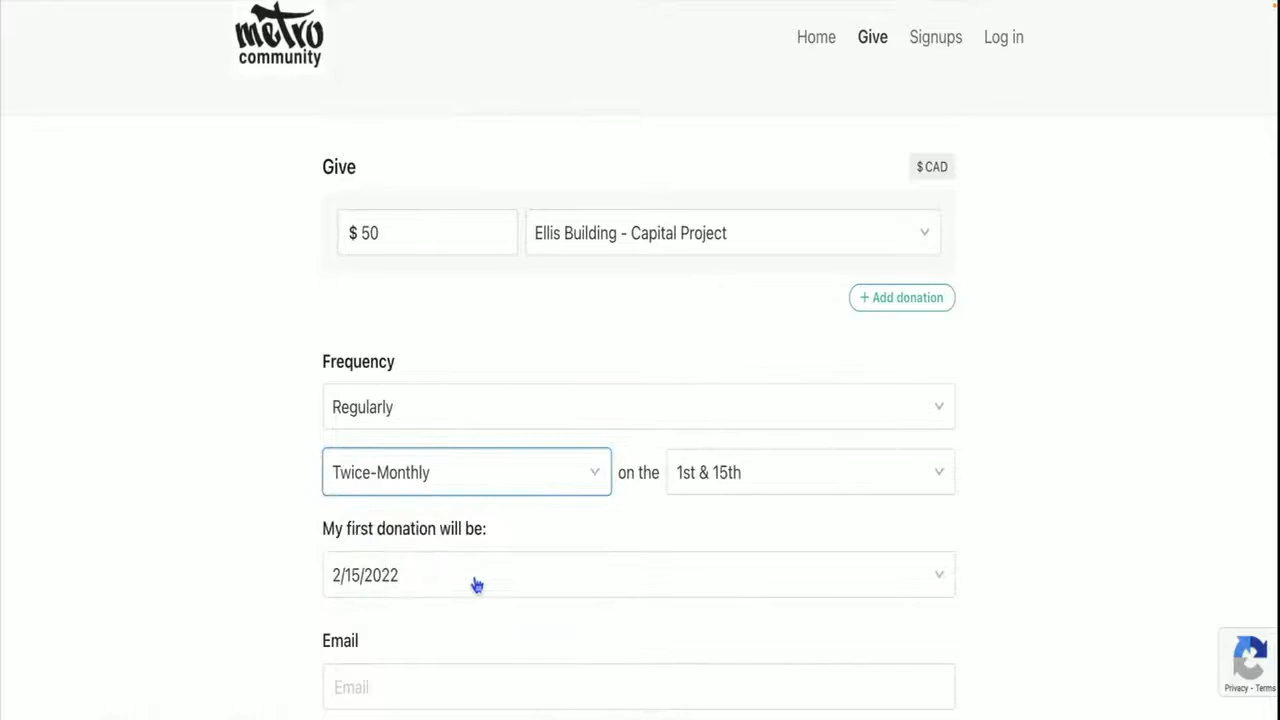 metro
community
Home Give Signups Log in
Give
$ CAD
$ 50
Ellis Building - Capital Project
+ Add donation
Frequency
Regularly
Twice-Monthly on the 1st & 15th
My first donation will be:
2/15/2022
Email
Email
Privacy - Terms